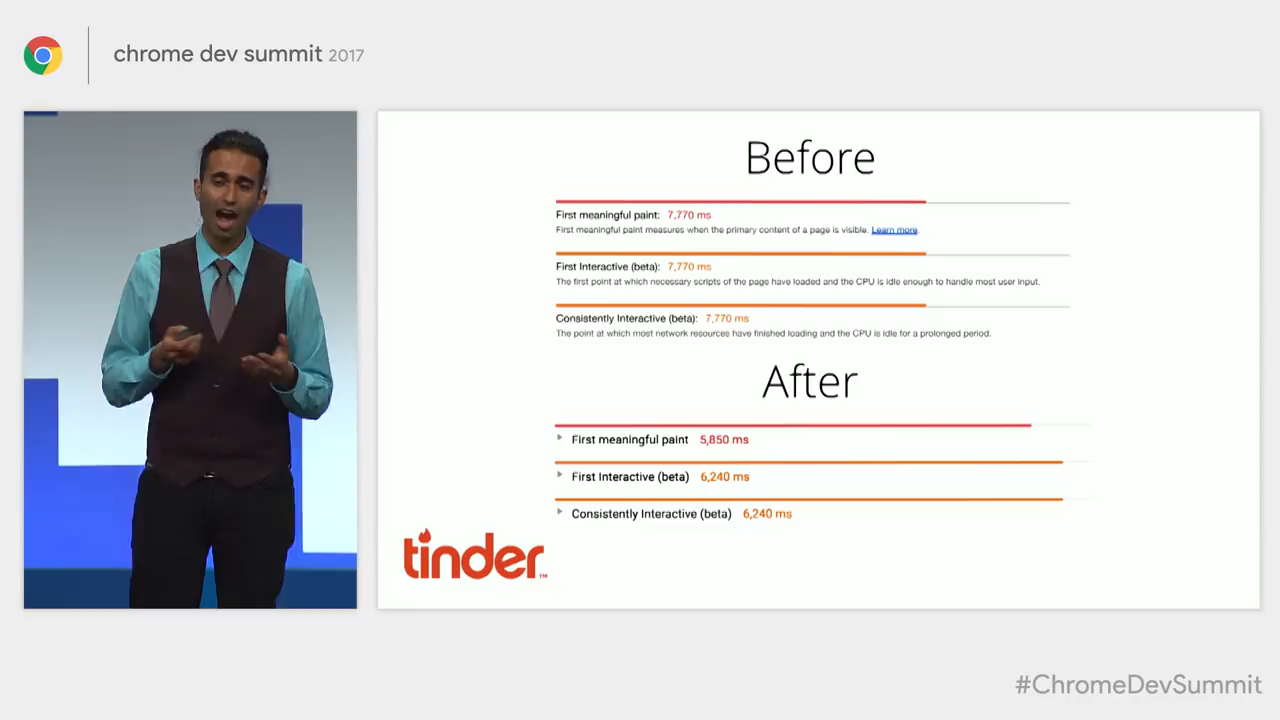 chrome dev summit 2017
Before
First meaningful paint: 7,770 ms
First meaningful paint measures when the primary content of a page is visible. Learn more.
First Interactive (beta): 7,770 ms
The first point at which necessary scripts of the page have loaded and the CPU is idle enough to handle most user input.
Consistently Interactive (beta): 7,770 ms
The point at which most network resources have finished loading and the CPU is idle for a prolonged period.
After
First meaningful paint 5,850 ms
First Interactive (beta) 6,240 ms
Consistently Interactive (beta) 6,240 ms
tinder™
#ChromeDevSummit